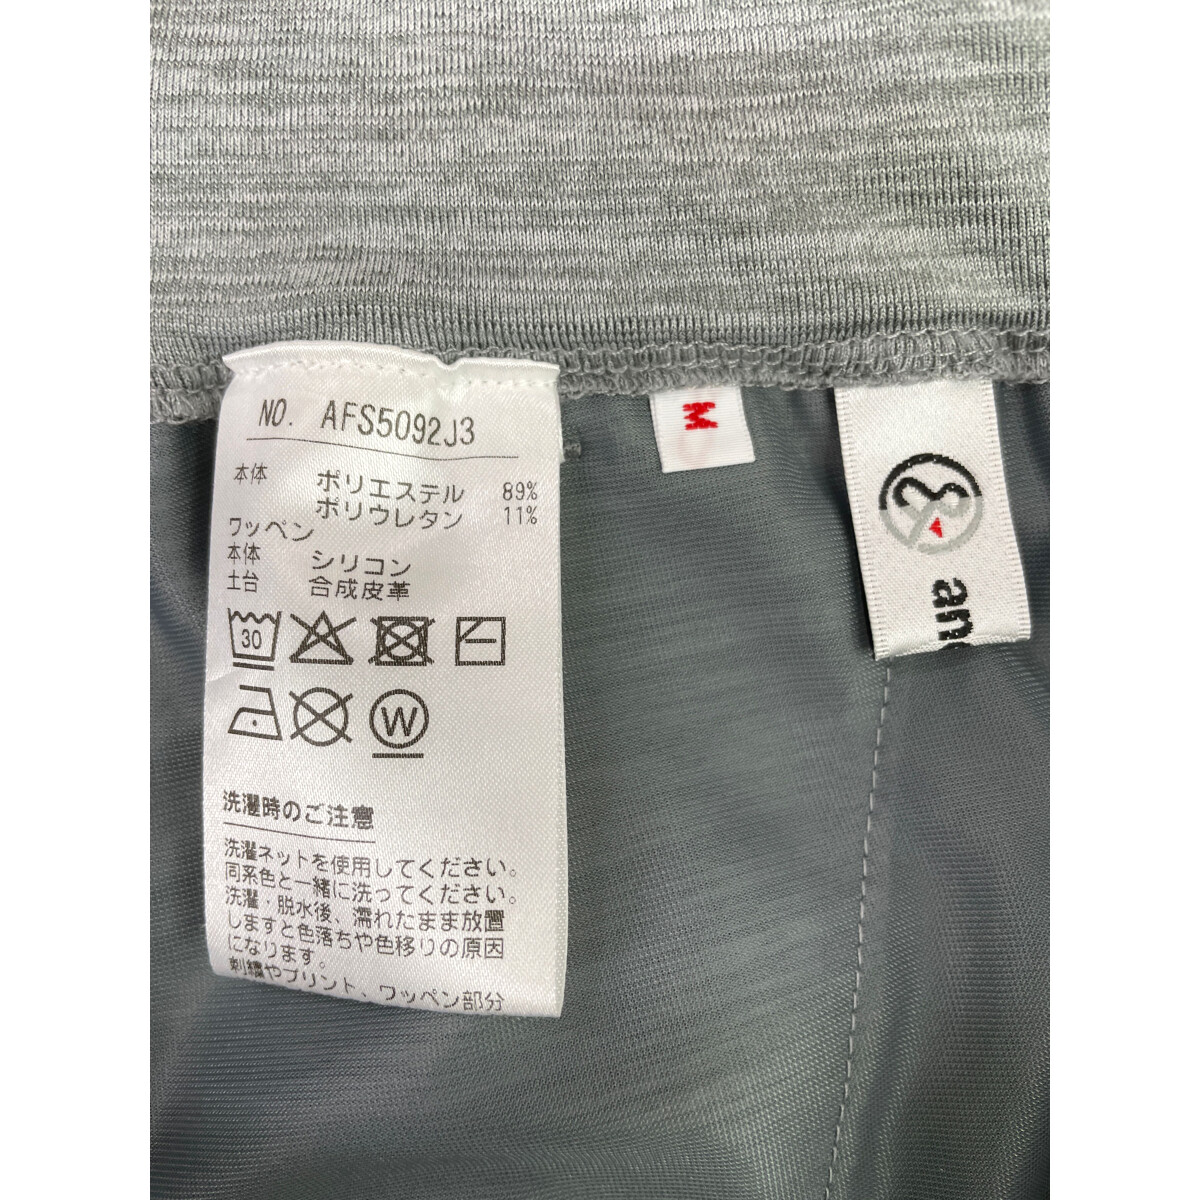 NO. AFS5092J3
本体 ポリエステル 89%
ポリウレタン 11%
ワッペン
本体 シリコン
土台 合成皮革
30
W
洗濯時のご注意
洗濯ネットを使用してください。
同系色と一緒に洗ってください。
洗濯・脱水後、濡れたまま放置
しますと色落ちや色移りの原因
になります。
刺繍やプリント、ワッペン部分
M
and